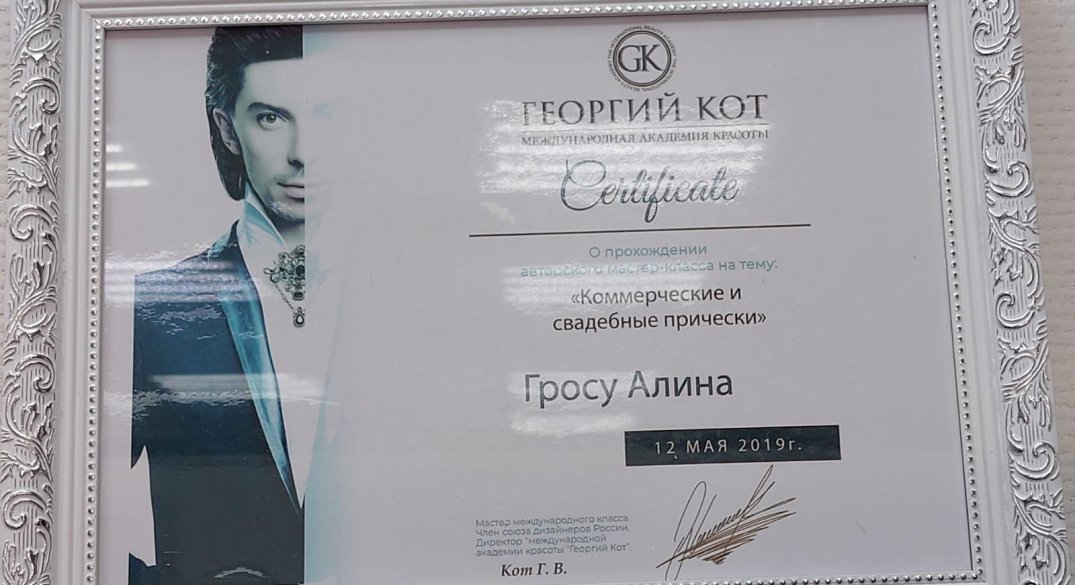 GK
ГЕОРГИЙ КОТ
МЕЖДУНАРОДНАЯ АКАДЕМИЯ КРАСОТЫ
Certificate
О прохождении
авторского мастер-класса на тему:
«Коммерческие и
свадебные прически»
Гросу Алина
12 МАЯ 2019г.
Мастер международного класса.
Член союза дизайнеров России.
Директор "международной
академии красоты "Георгий Кот".
Кот Г. В.